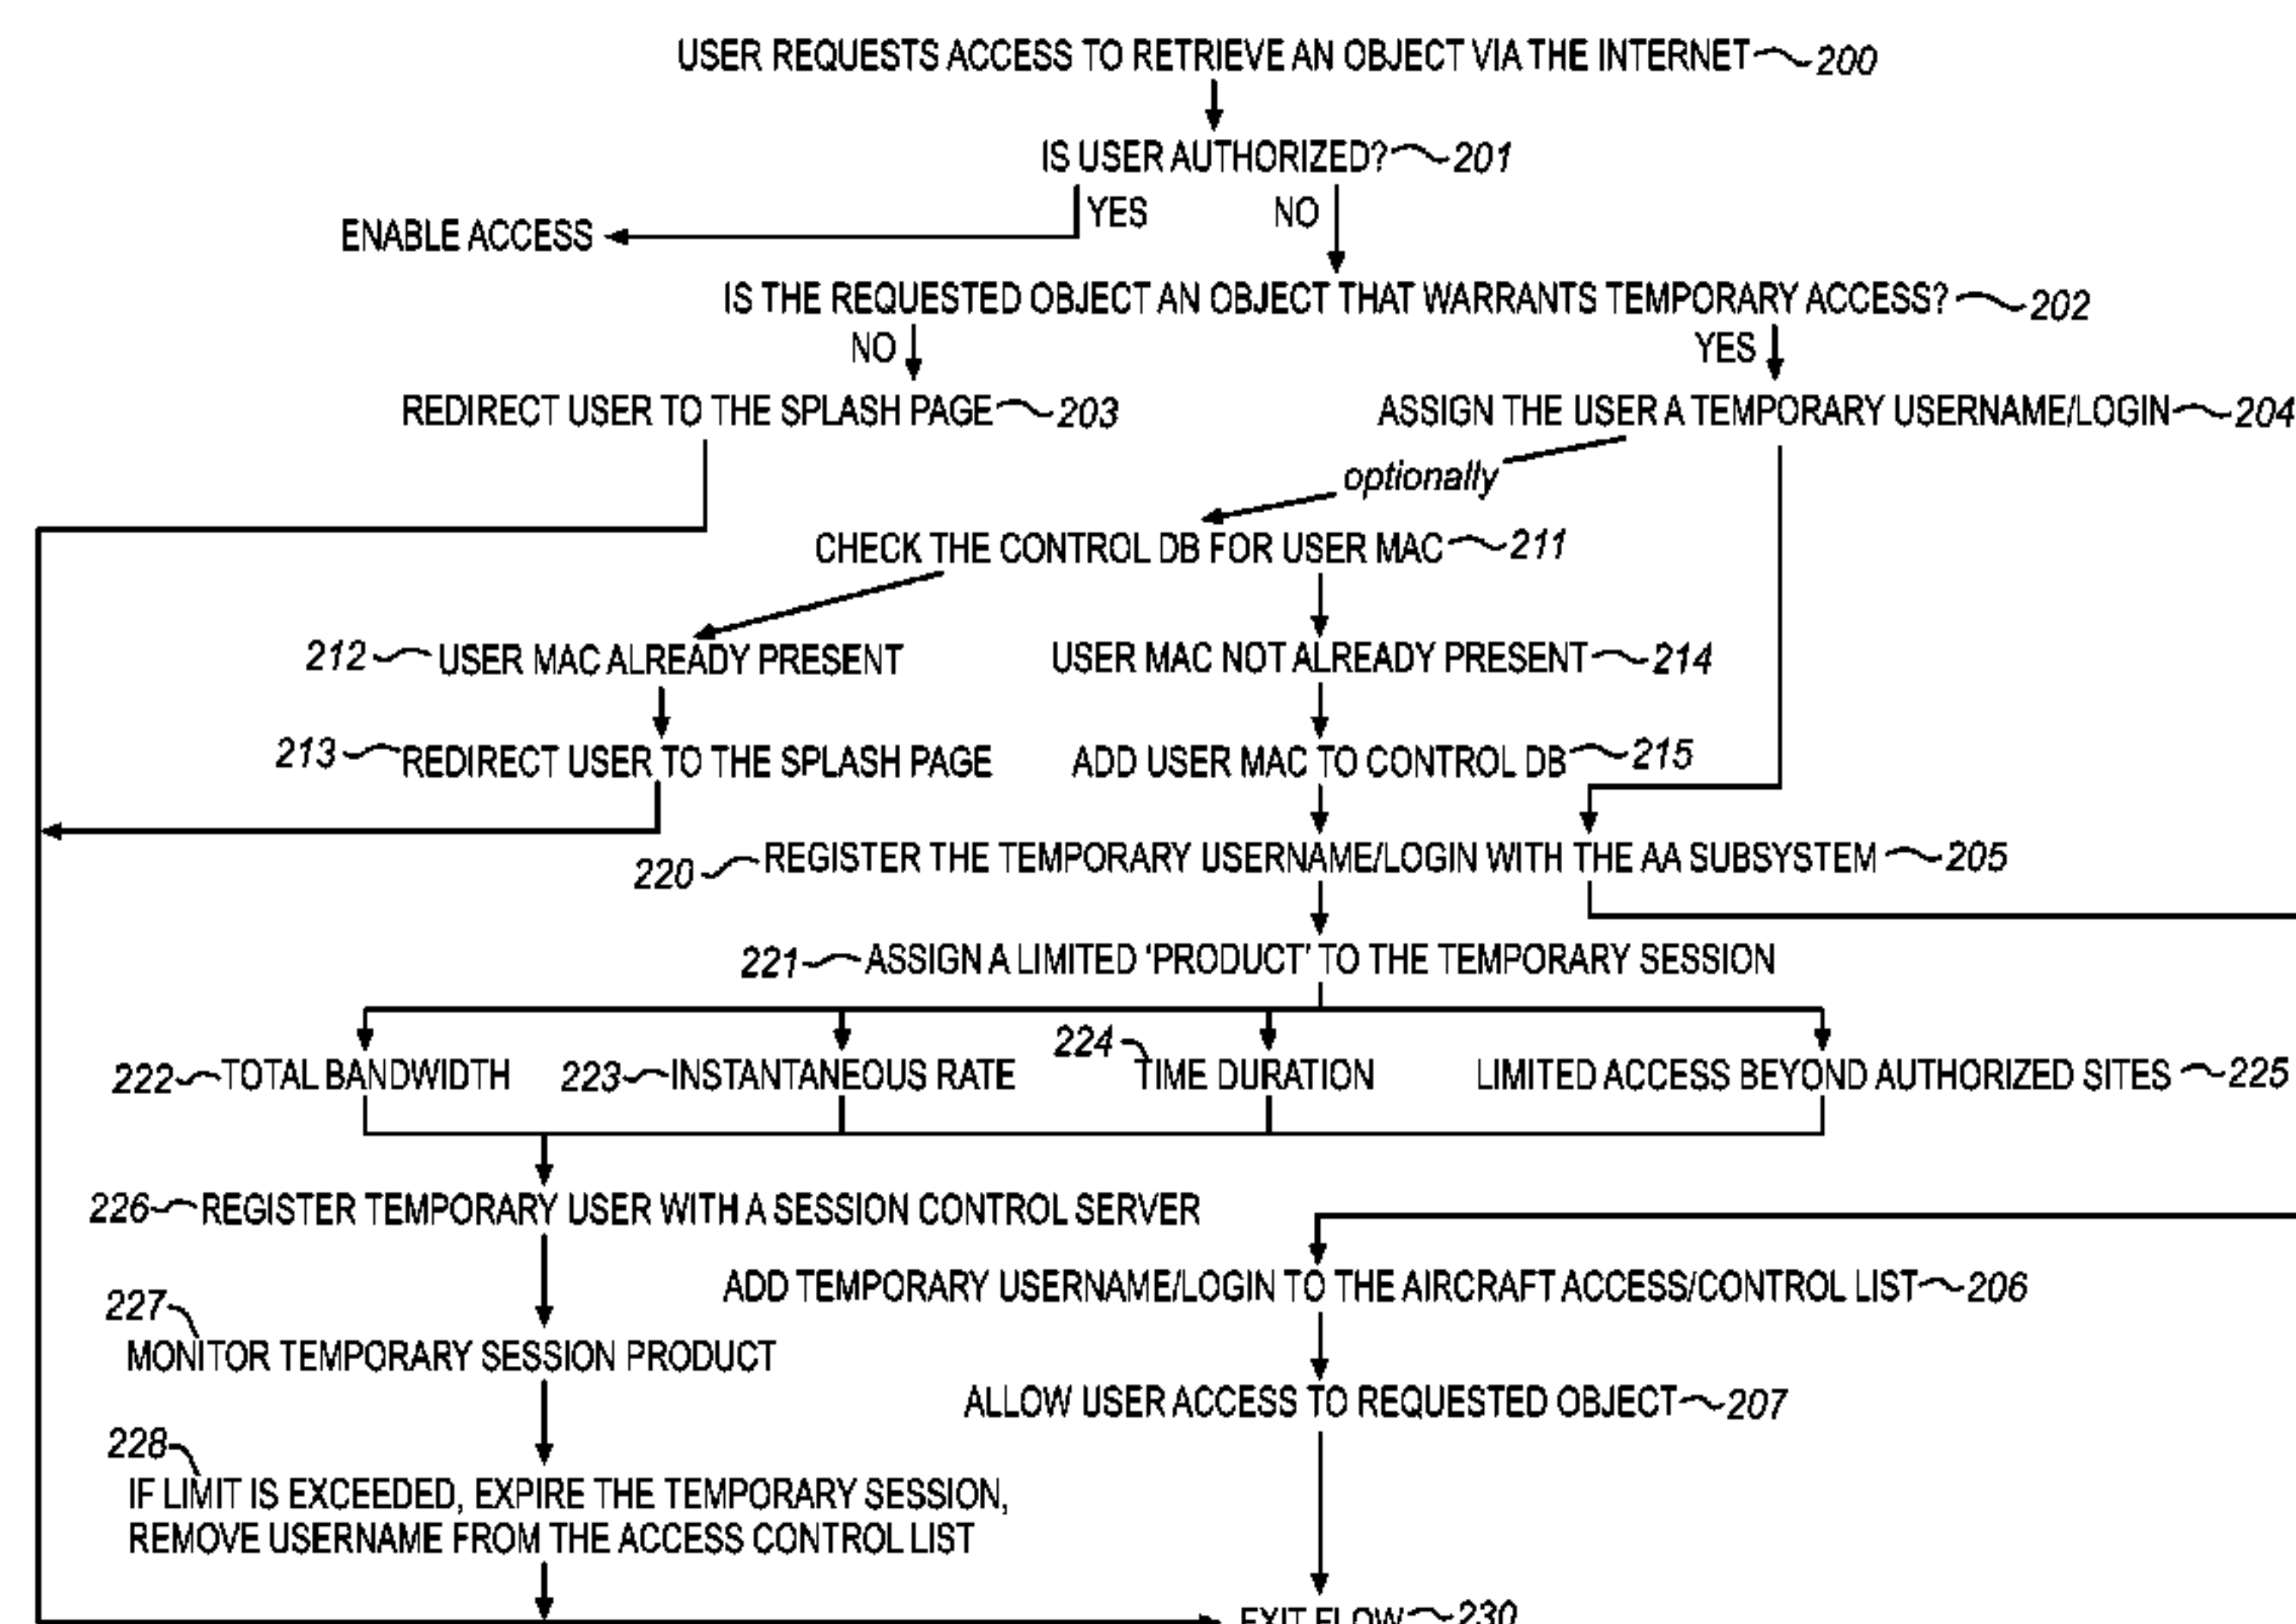 USER REQUESTS ACCESS TO RETRIEVE AN OBJECT VIA THE INTERNET 200
IS USER AUTHORIZED? 201
YES NO
ENABLE ACCESS
IS THE REQUESTED OBJECT AN OBJECT THAT WARRANTS TEMPORARY ACCESS? 202
NO YES
REDIRECT USER TO THE SPLASH PAGE 203
ASSIGN THE USER A TEMPORARY USERNAME/LOGIN 204
optionally
CHECK THE CONTROL DB FOR USER MAC 211
212 USER MAC ALREADY PRESENT
USER MAC NOT ALREADY PRESENT 214
213 REDIRECT USER TO THE SPLASH PAGE
ADD USER MAC TO CONTROL DB 215
220 REGISTER THE TEMPORARY USERNAME/LOGIN WITH THE AA SUBSYSTEM 205
221 ASSIGN A LIMITED 'PRODUCT' TO THE TEMPORARY SESSION
222 TOTAL BANDWIDTH
223 INSTANTANEOUS RATE
224 TIME DURATION
LIMITED ACCESS BEYOND AUTHORIZED SITES 225
226 REGISTER TEMPORARY USER WITH A SESSION CONTROL SERVER
ADD TEMPORARY USERNAME/LOGIN TO THE AIRCRAFT ACCESS/CONTROL LIST 206
227
MONITOR TEMPORARY SESSION PRODUCT
ALLOW USER ACCESS TO REQUESTED OBJECT 207
228
IF LIMIT IS EXCEEDED, EXPIRE THE TEMPORARY SESSION,
REMOVE USERNAME FROM THE ACCESS CONTROL LIST
EXIT FLOW 230